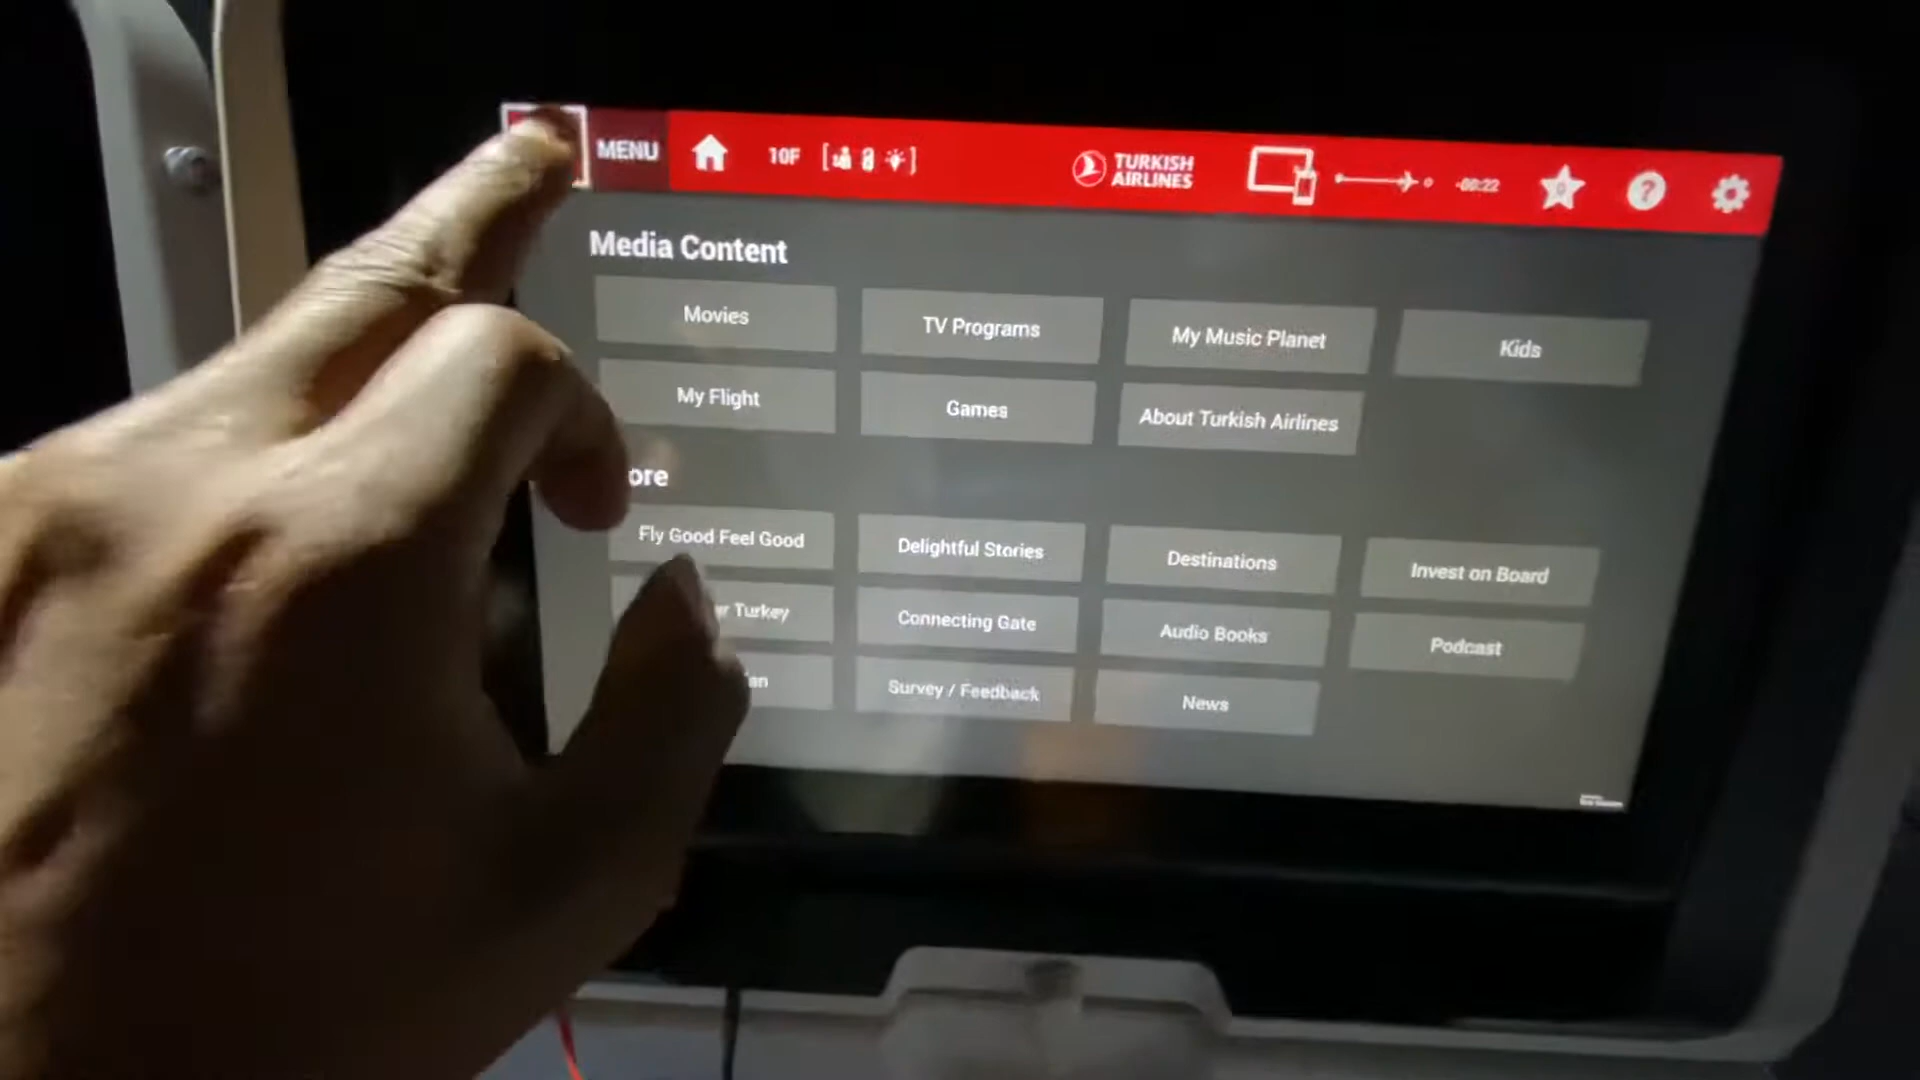 MENU 10F TURKISH AIRLINES -00:22
Media Content
Movies TV Programs My Music Planet Kids
My Flight Games About Turkish Airlines
ore
Fly Good Feel Good Delightful Stories Destinations Invest on Board
Turkey Connecting Gate Audio Books Podcast
Survey / Feedback News